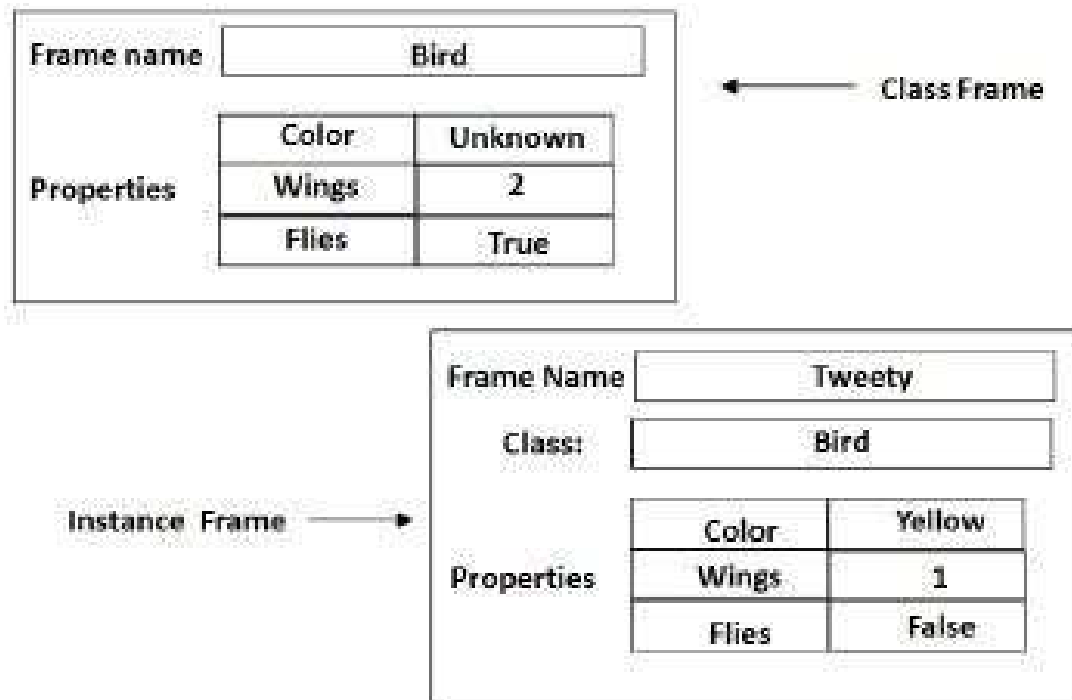 Frame name Bird
Class Frame
Color Unknown
Properties Wings 2
Flies True
Frame Name Tweety
Class: Bird
Instance Frame
Color Yellow
Properties Wings 1
Flies False